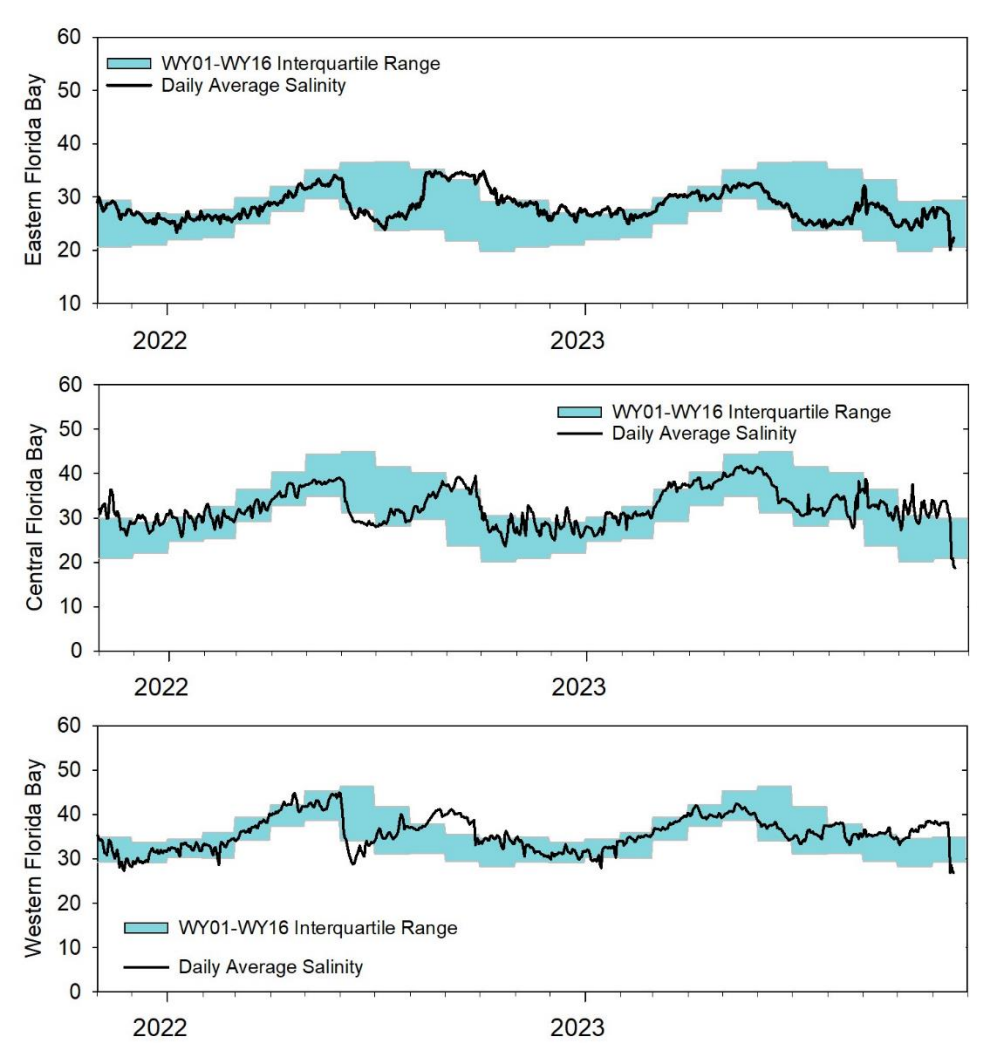 60
WY01-WY16 Interquartile Range
50
Daily Average Salinity
40
30
20
10
Eastern Florida Bay
2022 2023
60
50
WY01-WY16 Interquartile Range
Daily Average Salinity
40
30
20
10
0
Central Florida Bay
2022 2023
60
50
40
30
20
WY01-WY16 Interquartile Range
10
Daily Average Salinity
0
Western Florida Bay
2022 2023